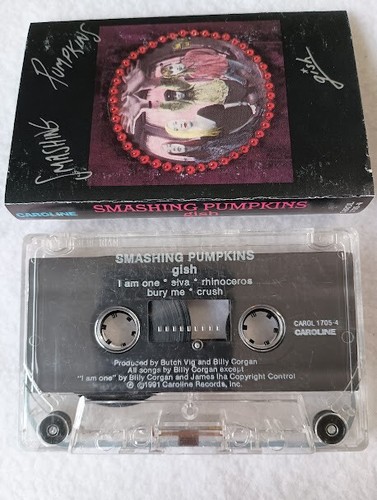 SMASHING PUMPKINS
gish
CAROLINE
SMASHING PUMPKINS
gish
SMASHING PUMPKINS
gish
I am one * siva * rhinoceros
bury me * crush
CARGL 1705-4
CAROLINE
Produced by Butch Vig and Billy Corgan
All songs by Billy Corgan except
"I am one" by Billy Corgan and James Iha Copyright Control
℗ ©1991 Caroline Records, Inc.